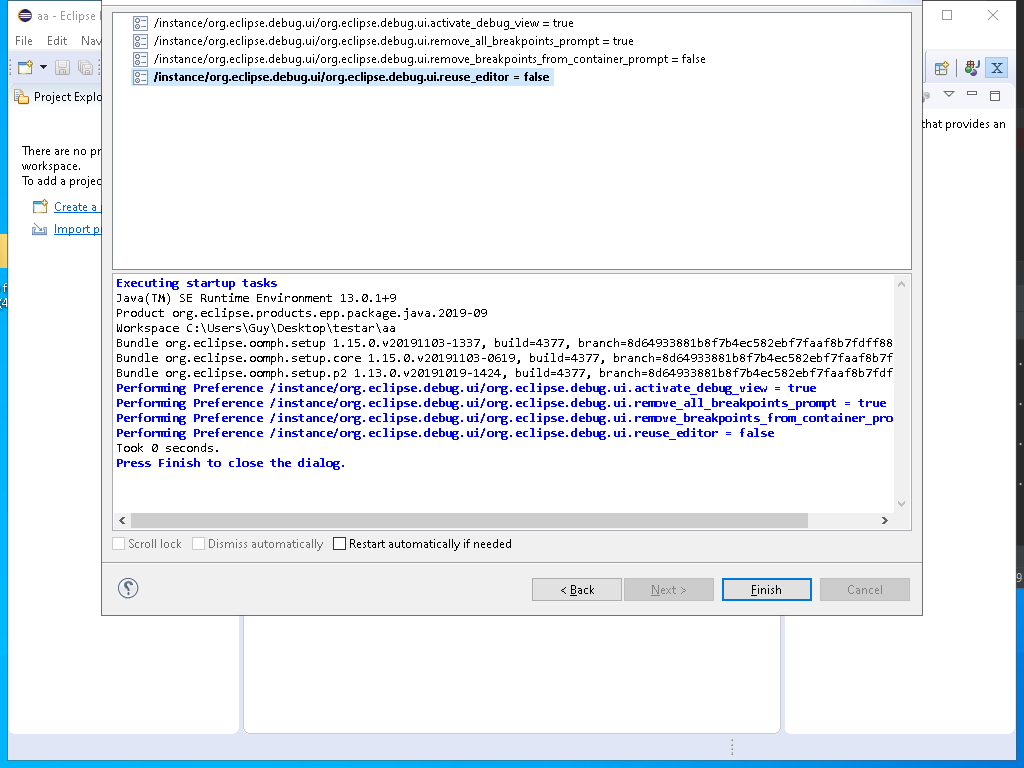 aa - Eclipse
File Edit Nav
Project Explo
There are no pr
workspace.
To add a projec
Create a
Import p
that provides an
/instance/org.eclipse.debug.ui/org.eclipse.debug.ui.activate_debug_view = true
/instance/org.eclipse.debug.ui/org.eclipse.debug.ui.remove_all_breakpoints_prompt = true
/instance/org.eclipse.debug.ui/org.eclipse.debug.ui.remove_breakpoints_from_container_prompt = false
/instance/org.eclipse.debug.ui/org.eclipse.debug.ui.reuse_editor = false
Executing startup tasks
Java(TM) SE Runtime Environment 13.0.1+9
Product org.eclipse.products.epp.package.java.2019-09
Workspace C:\Users\Guy\Desktop\testar\aa
Bundle org.eclipse.oomph.setup 1.15.0.v20191103-1337, build=4377, branch=8d64933881b8f7b4ec582ebf7faaf8b7fdff88
Bundle org.eclipse.oomph.setup.core 1.15.0.v20191103-0619, build=4377, branch=8d64933881b8f7b4ec582ebf7faaf8b7f
Bundle org.eclipse.oomph.setup.p2 1.13.0.v20191019-1424, build=4377, branch=8d64933881b8f7b4ec582ebf7faaf8b7fdf
Performing Preference /instance/org.eclipse.debug.ui/org.eclipse.debug.ui.activate_debug_view = true
Performing Preference /instance/org.eclipse.debug.ui/org.eclipse.debug.ui.remove_all_breakpoints_prompt = true
Performing Preference /instance/org.eclipse.debug.ui/org.eclipse.debug.ui.remove_breakpoints_from_container_pro
Performing Preference /instance/org.eclipse.debug.ui/org.eclipse.debug.ui.reuse_editor = false
Took 0 seconds.
Press Finish to close the dialog.
Scroll lock Dismiss automatically Restart automatically if needed
< Back Next > Finish Cancel